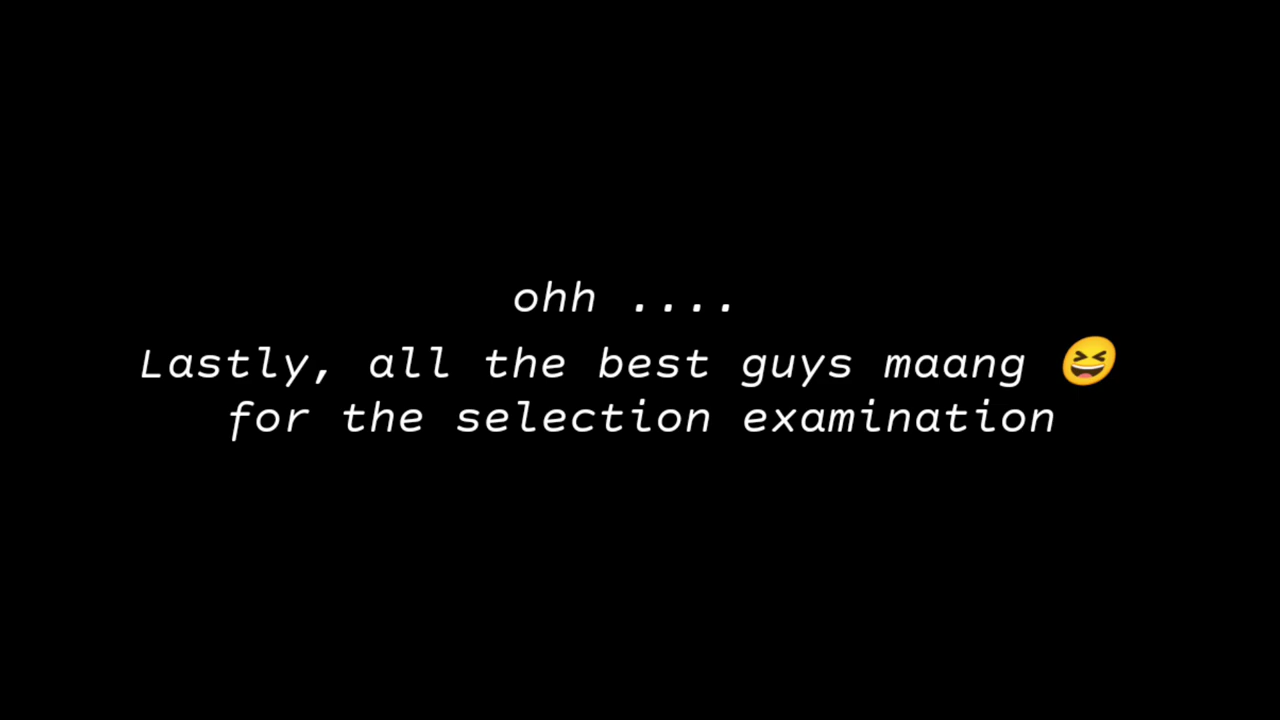 ohh ....
Lastly, all the best guys maang 😆
for the selection examination